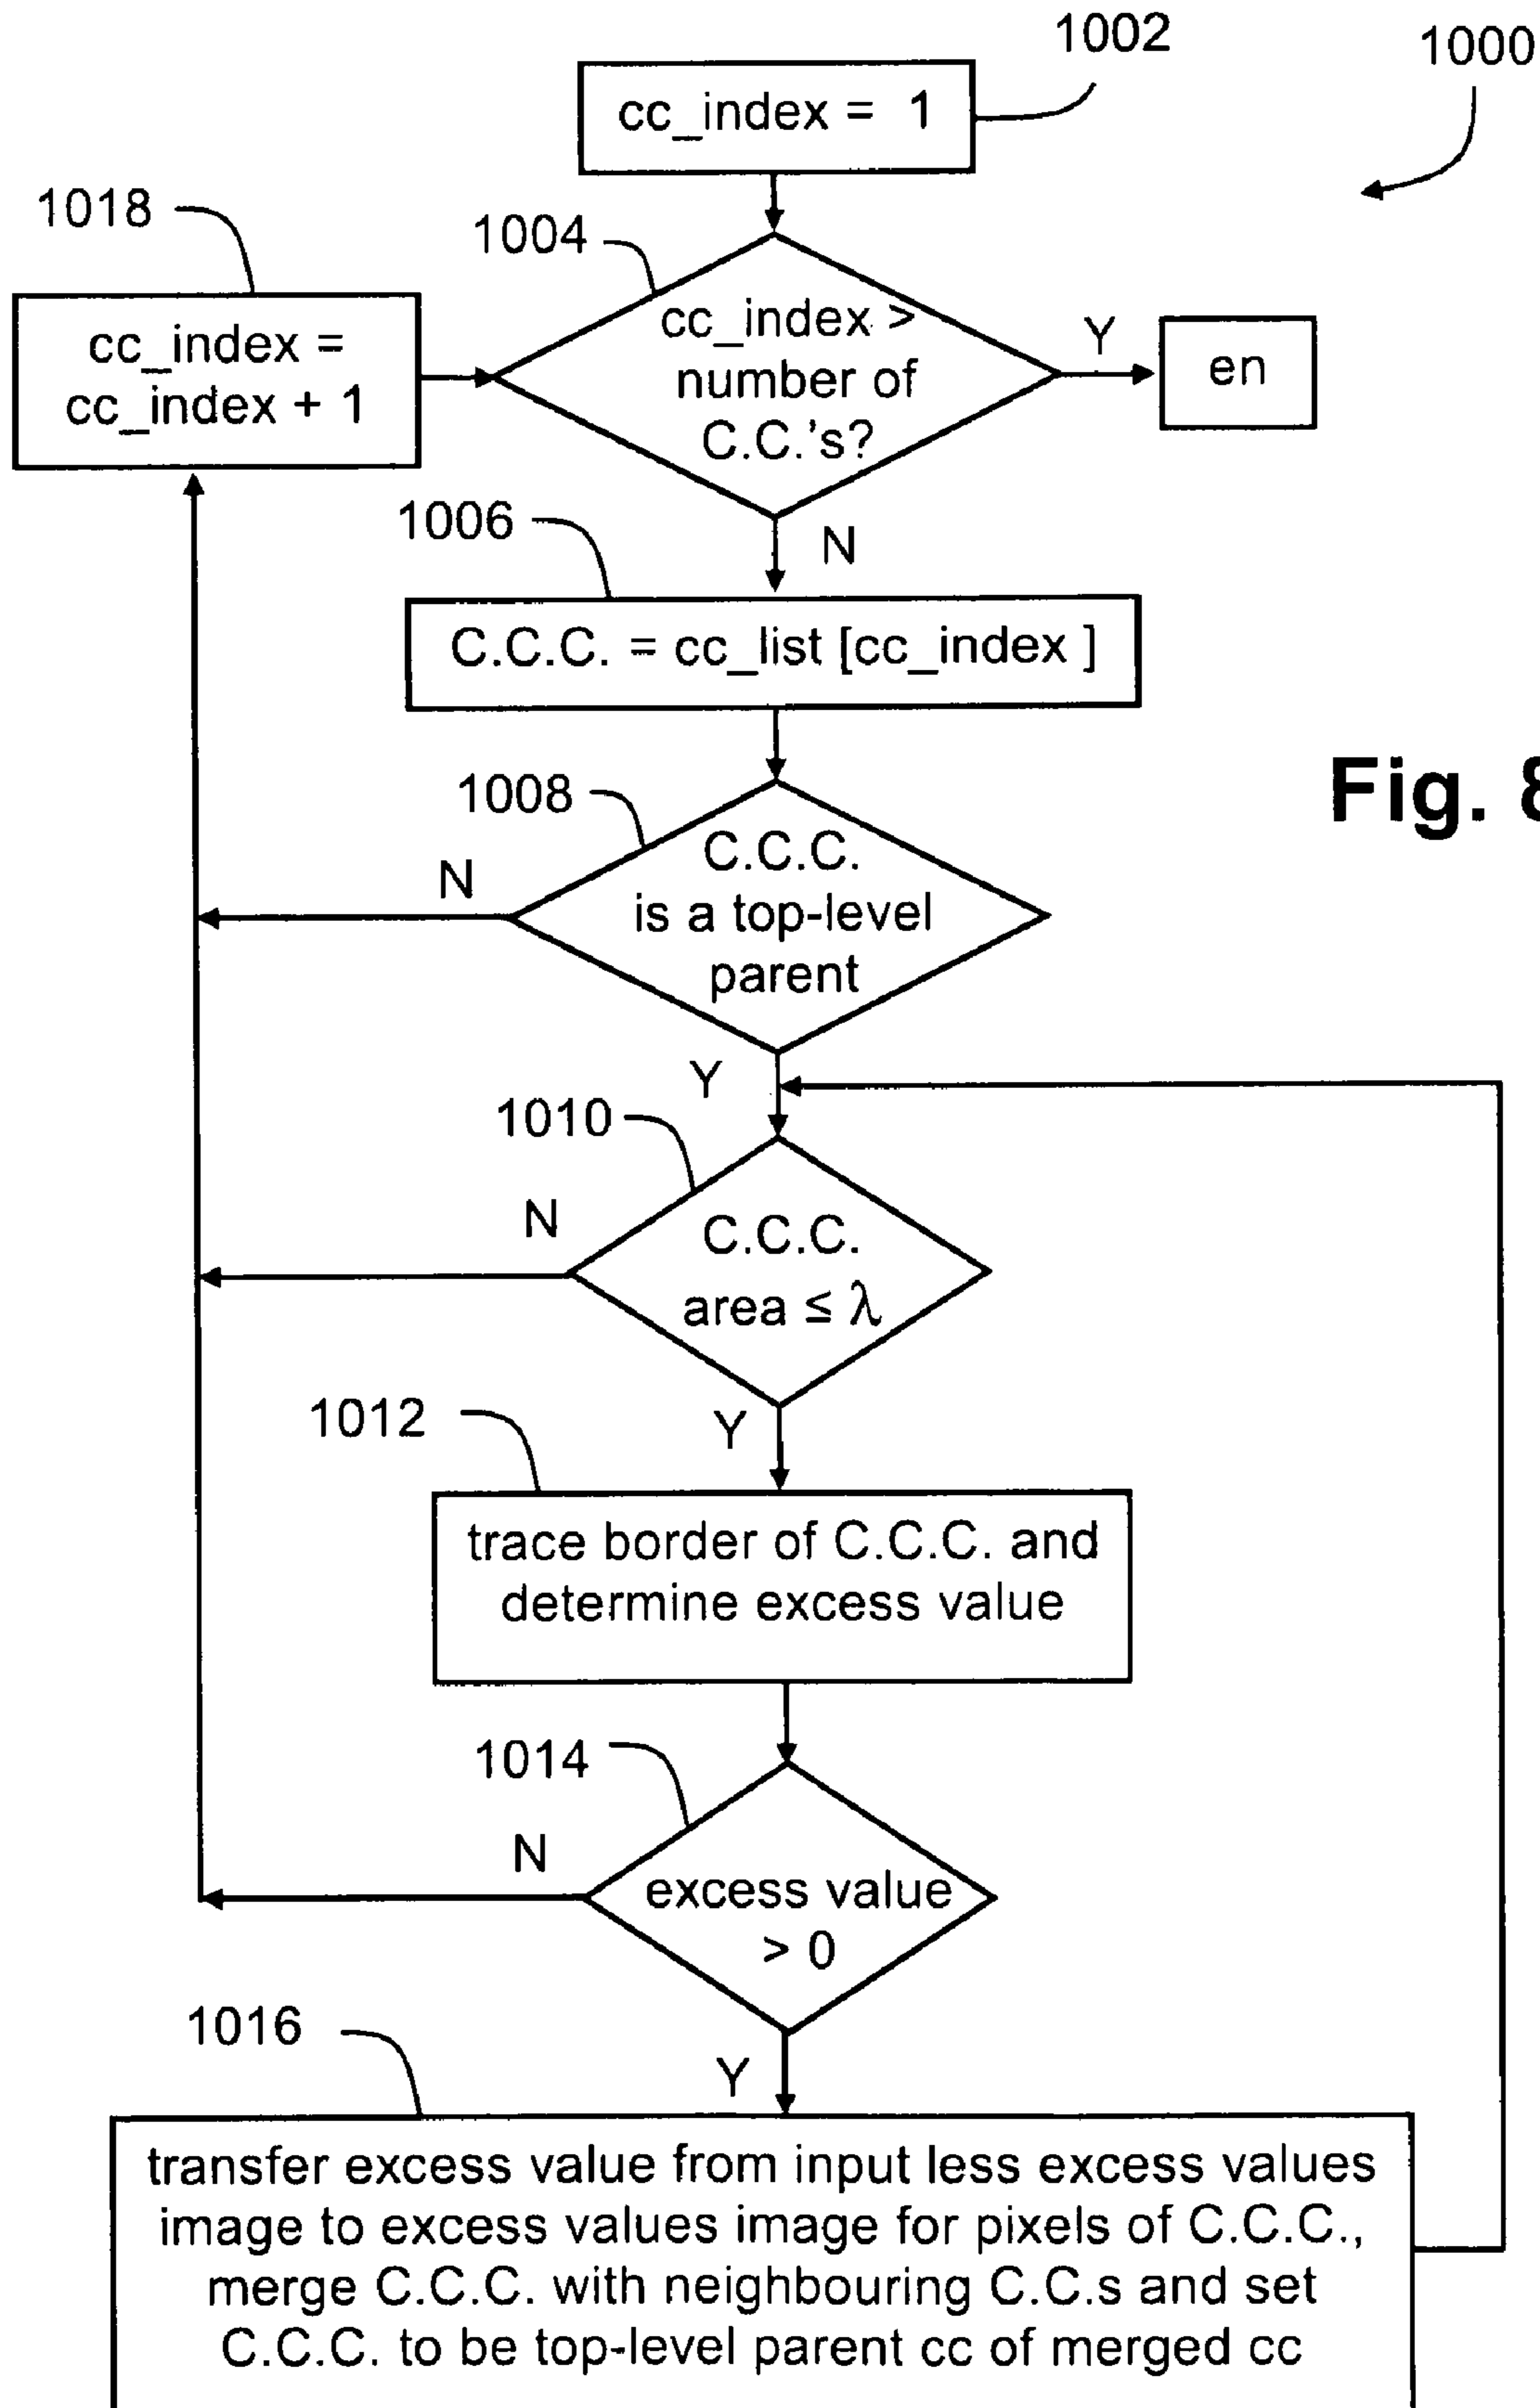 1002
1000
cc_index = 1
1018
1004
cc_index =
cc_index + 1
cc_index >
number of
C.C.'s?
Y
en
1006
N
C.C.C. = cc_list [cc_index ]
Fig. 8
1008
C.C.C.
is a top-level
parent
N
Y
1010
N
C.C.C.
area ≤ λ
1012
Y
trace border of C.C.C. and
determine excess value
1014
N
excess value
> 0
1016
Y
transfer excess value from input less excess values
image to excess values image for pixels of C.C.C.,
merge C.C.C. with neighbouring C.C.s and set
C.C.C. to be top-level parent cc of merged cc